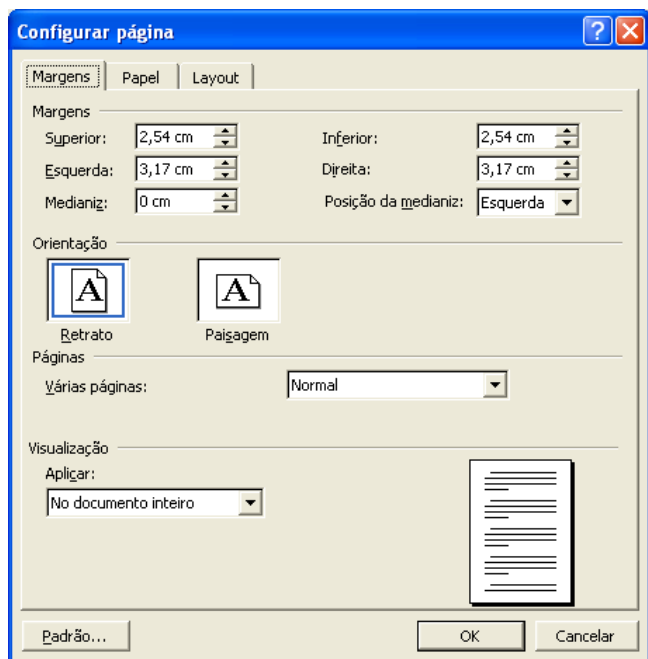 Configurar página
Margens Papel Layout
Margens
Superior: 2,54 cm Inferior: 2,54 cm
Esquerda: 3,17 cm Direita: 3,17 cm
Medianiz: 0 cm Posição da medianiz: Esquerda
Orientação
A A
Retrato Paisagem
Páginas
Várias páginas: Normal
Visualização
Aplicar:
No documento inteiro
Padrão... OK Cancelar